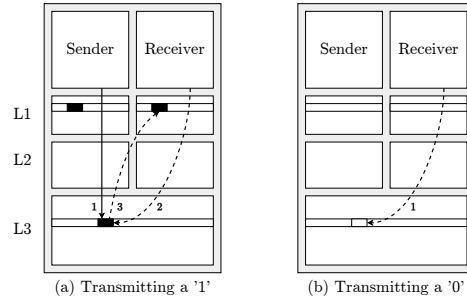 Sender Receiver Sender Receiver
L1
L2
1 3 2 1
L3
(a) Transmitting a '1' (b) Transmitting a '0'